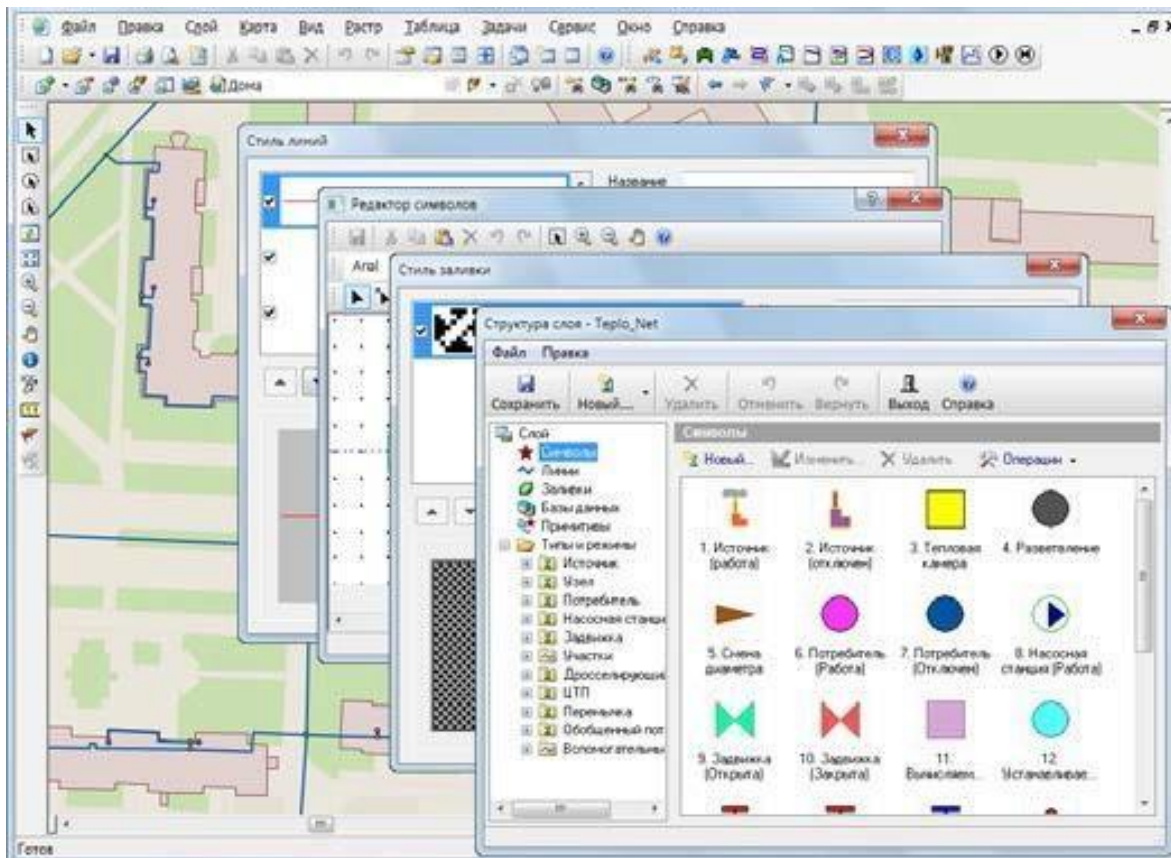 Файл Правка Слой Карта Вид Растр Таблица Задачи Сервис Окно Справка
Дома
Стиль линий
Название
Редактор символов
Arial
Стиль заливки
Структура слоя - Teplo_Net
Файл Правка
Сохранить Новый... Удалить Отменить Вернуть Выход Справка
Слой
Символы
Линии
Заливки
Базы данных
Примитивы
Типы и режимы
Источник
Узел
Потребитель
Насосная станци
Задвижка
Участки
Дросселирующи
ЦТП
Перемычка
Обобщенный пот
Вспомогательны
Символы
Новый... Изменить... Удалить Операции
1. Источник (работа)
2. Источник (отключен)
3. Тепловая камера
4. Разветвление
5. Смена диаметра
6. Потребитель (Работа)
7. Потребитель (Отключен)
8. Насосная станция (Работа)
9. Задвижка (Открыта)
10. Задвижка (Закрыта)
11. Вычисляем...
12. Устанавливае...
Готов